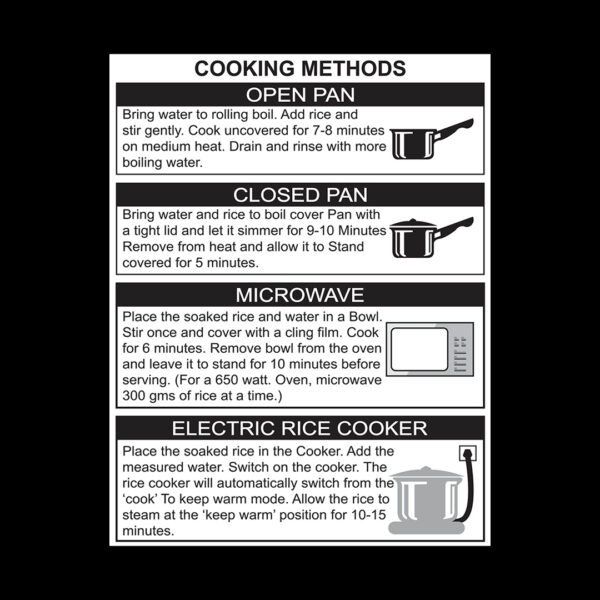 COOKING METHODS
OPEN PAN
Bring water to rolling boil. Add rice and
stir gently. Cook uncovered for 7-8 minutes
on medium heat. Drain and rinse with more
boiling water.
CLOSED PAN
Bring water and rice to boil cover Pan with
a tight lid and let it simmer for 9-10 Minutes
Remove from heat and allow it to Stand
covered for 5 minutes.
MICROWAVE
Place the soaked rice and water in a Bowl.
Stir once and cover with a cling film. Cook
for 6 minutes. Remove bowl from the oven
and leave it to stand for 10 minutes before
serving. (For a 650 watt. Oven, microwave
300 gms of rice at a time.)
ELECTRIC RICE COOKER
Place the soaked rice in the Cooker. Add the
measured water. Switch on the cooker. The
rice cooker will automatically switch from the
‘cook’ To keep warm mode. Allow the rice to
steam at the ‘keep warm’ position for 10-15
minutes.